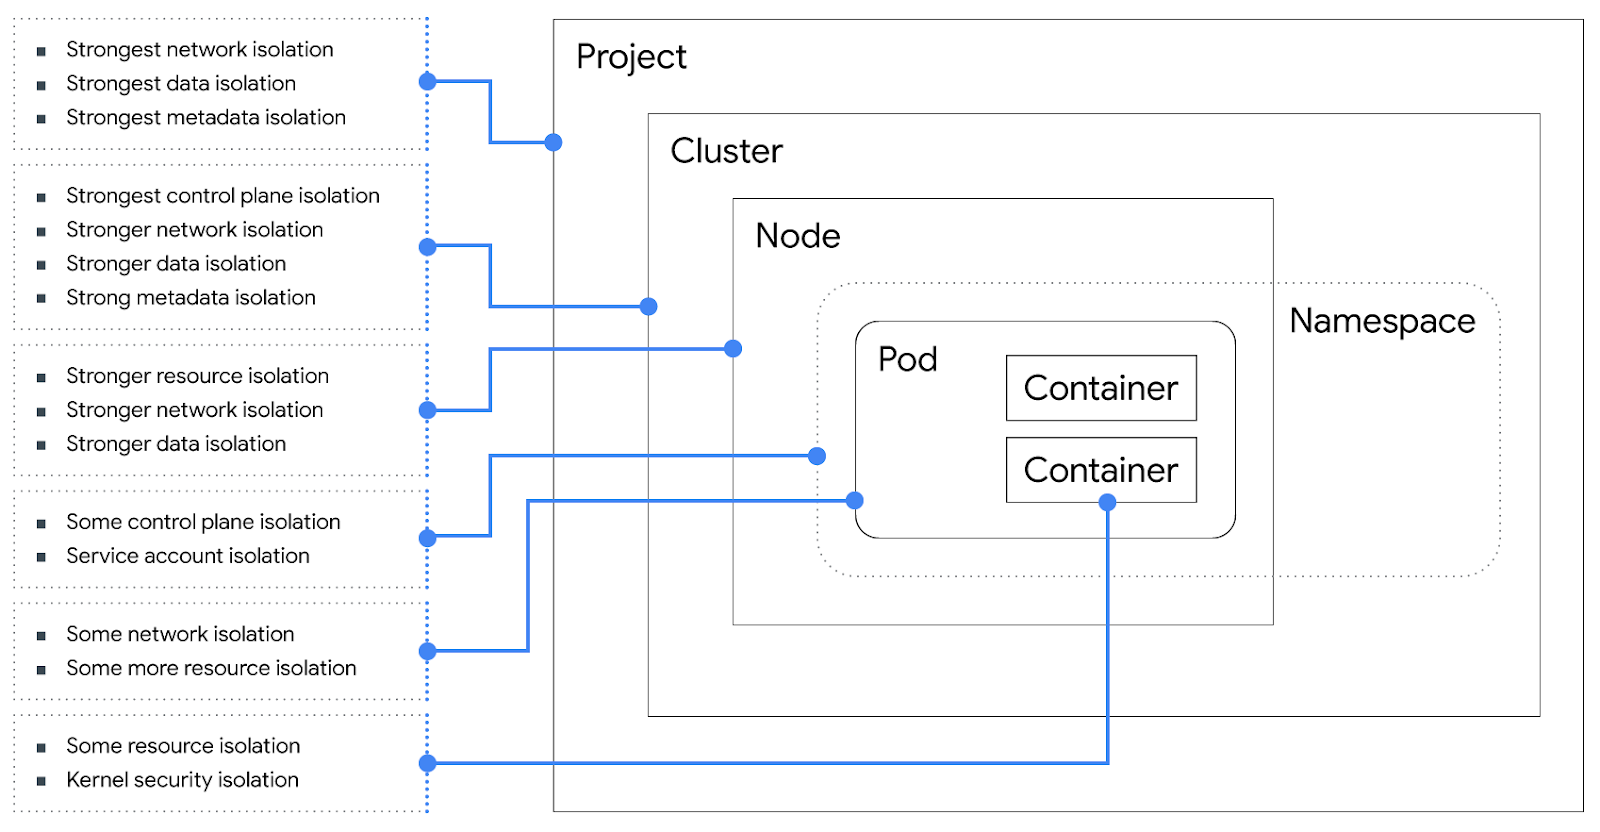 Strongest network isolation
Strongest data isolation
Strongest metadata isolation
Strongest control plane isolation
Stronger network isolation
Stronger data isolation
Strong metadata isolation
Stronger resource isolation
Stronger network isolation
Stronger data isolation
Some control plane isolation
Service account isolation
Some network isolation
Some more resource isolation
Some resource isolation
Kernel security isolation
Project
Cluster
Node
Namespace
Pod
Container
Container